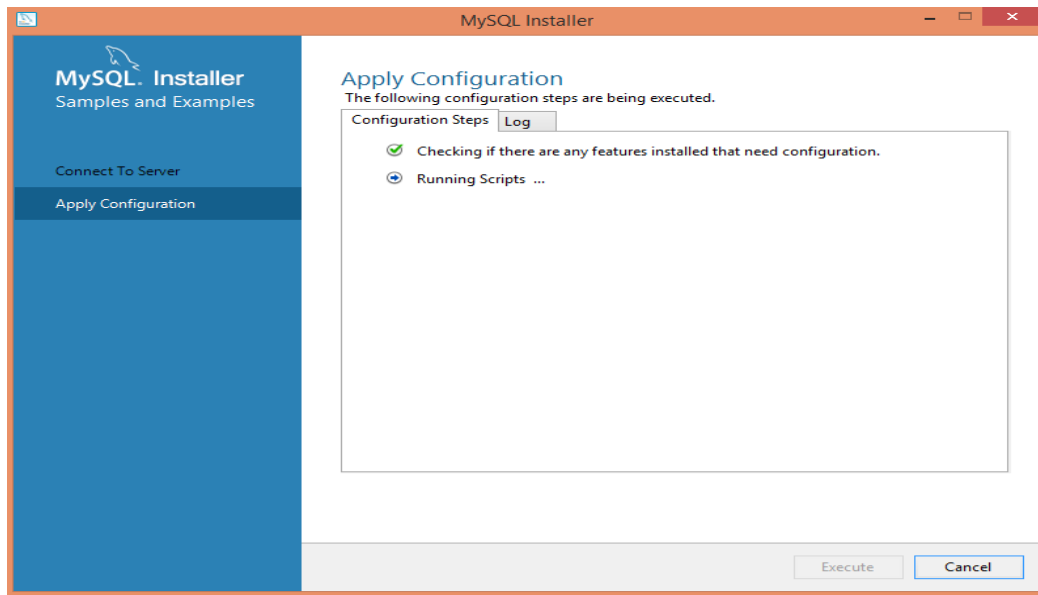 MySQL Installer
MySQL. Installer
Samples and Examples
Connect To Server
Apply Configuration
Apply Configuration
The following configuration steps are being executed.
Configuration Steps Log
Checking if there are any features installed that need configuration.
Running Scripts ...
Execute Cancel